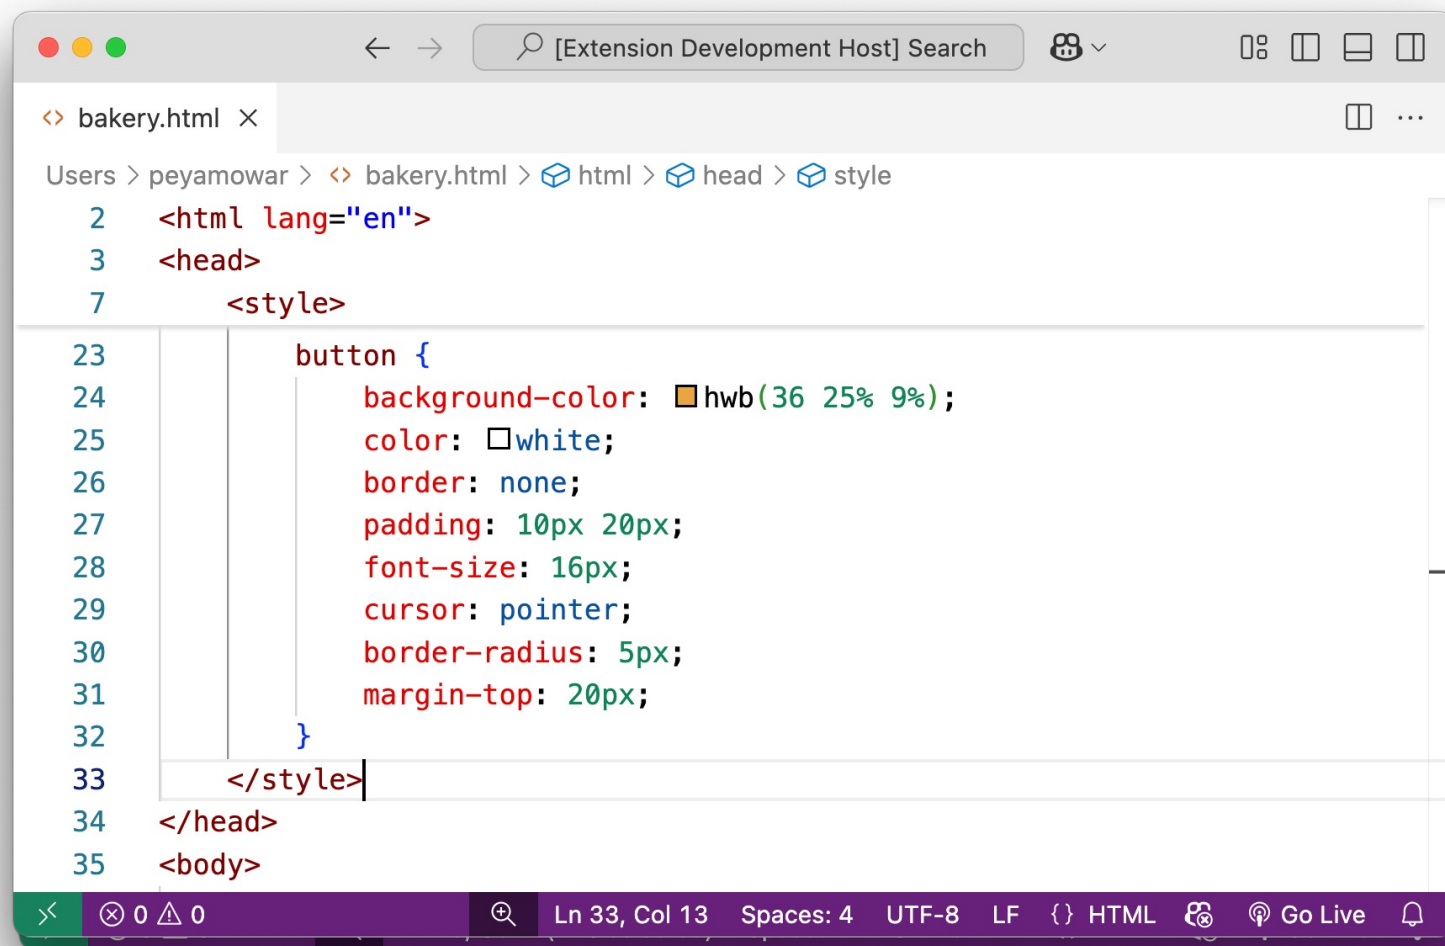 [Extension Development Host] Search
bakery.html
Users > peyamowar > bakery.html > html > head > style
2 <html lang="en">
3 <head>
7 <style>
23 button {
24 background-color: hwb(36 25% 9%);
25 color: white;
26 border: none;
27 padding: 10px 20px;
28 font-size: 16px;
29 cursor: pointer;
30 border-radius: 5px;
31 margin-top: 20px;
32 }
33 </style>
34 </head>
35 <body>
0 0 Ln 33, Col 13 Spaces: 4 UTF-8 LF {} HTML Go Live